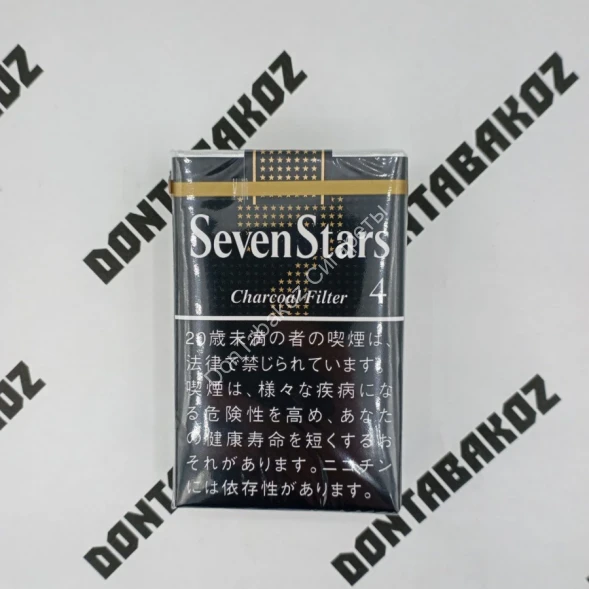 DONTABAKOZ
DONTABAKOZ
SevenStars
Charcoal Filter 4
20歳未満の者の喫煙は、
法律で禁じられています。
喫煙は、様々な疾病にな
る危険性を高め、あなた
の健康寿命を短くするお
それがあります。ニコチン
には依存性があります。
Dontabakoz Сигареты
DONTABAKOZ
DONTABAKOZ